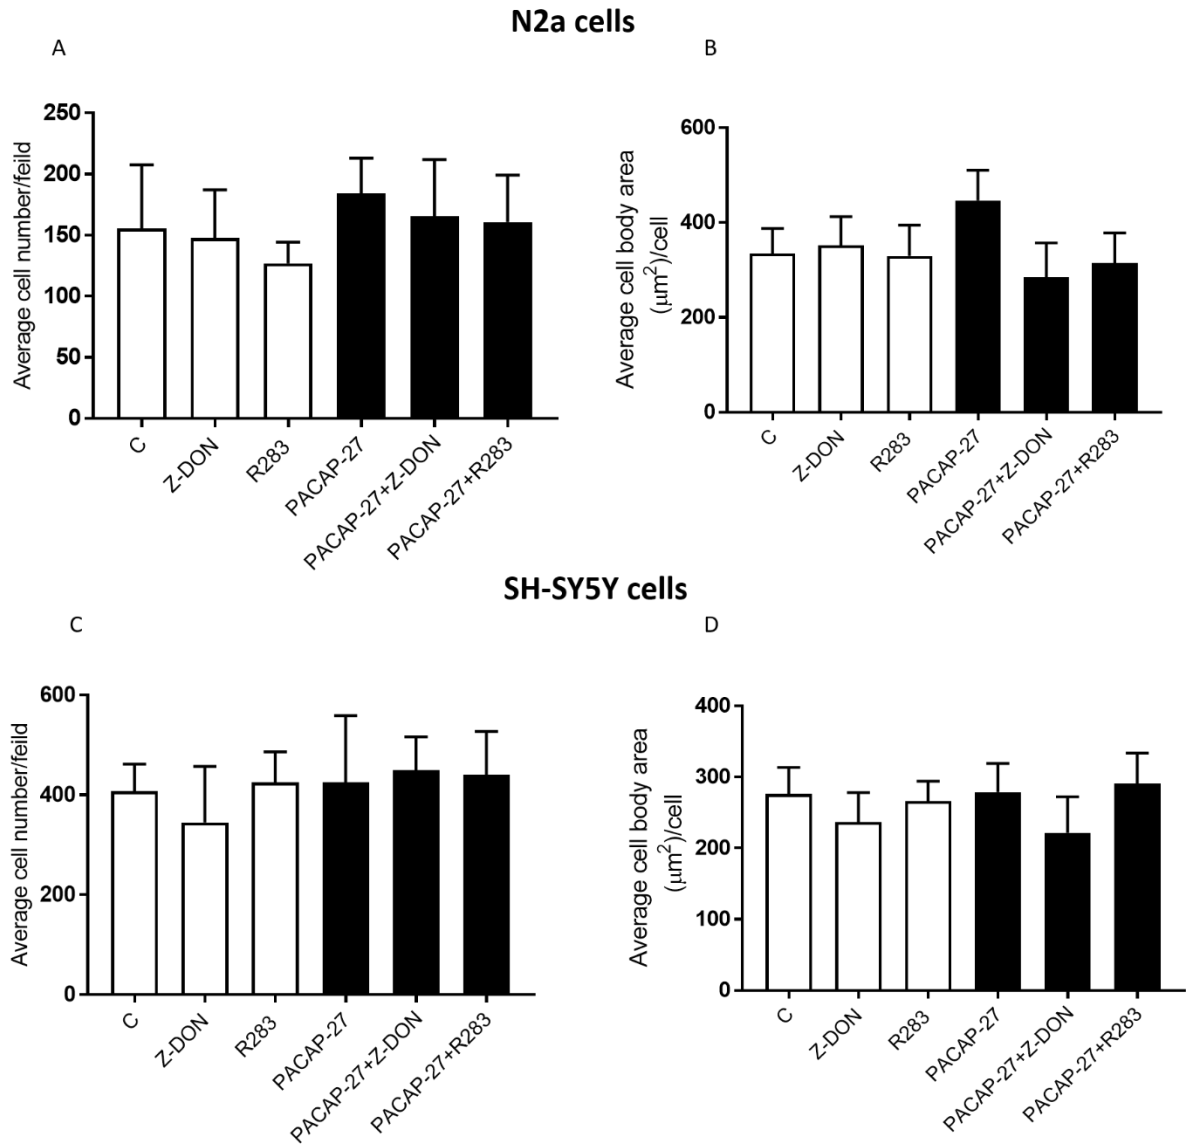 N2a cells
A
Average cell number/feild
250
200
150
100
50
0
C
Z-DON
R283
PACAP-27
PACAP-27+Z-DON
PACAP-27+R283
B
Average cell body area
(μm²)/cell
600
400
200
0
C
Z-DON
R283
PACAP-27
PACAP-27+Z-DON
PACAP-27+R283
SH-SY5Y cells
C
Average cell number/feild
600
400
200
0
C
Z-DON
R283
PACAP-27
PACAP-27+Z-DON
PACAP-27+R283
D
Average cell body area
(μm²)/cell
400
300
200
100
0
C
Z-DON
R283
PACAP-27
PACAP-27+Z-DON
PACAP-27+R283